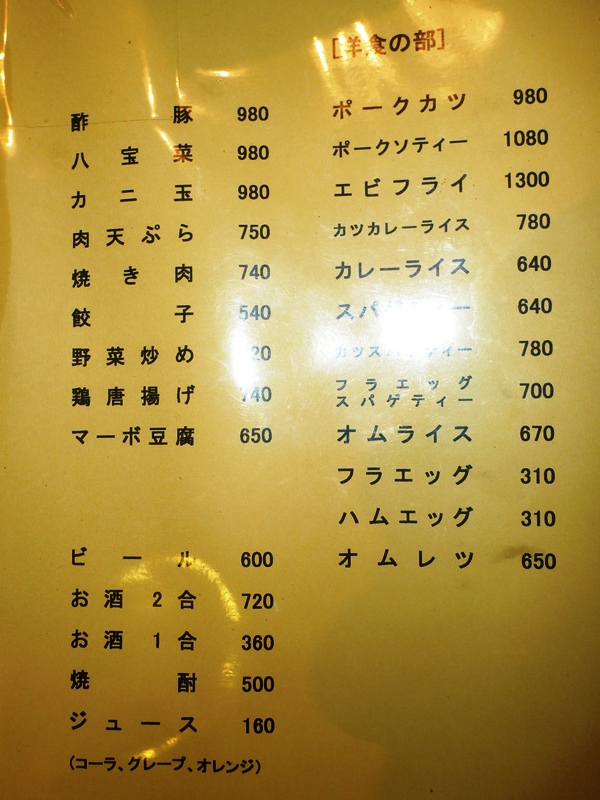 酢豚 980
八宝菜 980
カニ玉 980
肉天ぷら 750
焼き肉 740
餃子 540
野菜炒め
鶏唐揚げ 740
マーボ豆腐 650
ビール 600
お酒2合 720
お酒1合 360
焼酎 500
ジュース 160
(コーラ、グレープ、オレンジ)
[洋食の部]
ポークカツ 980
ポークソティー 1080
エビフライ 1300
カツカレーライス 780
カレーライス 640
640
780
フラエッグ
スパゲティー 700
オムライス 670
フラエッグ 310
ハムエッグ 310
オムレツ 650